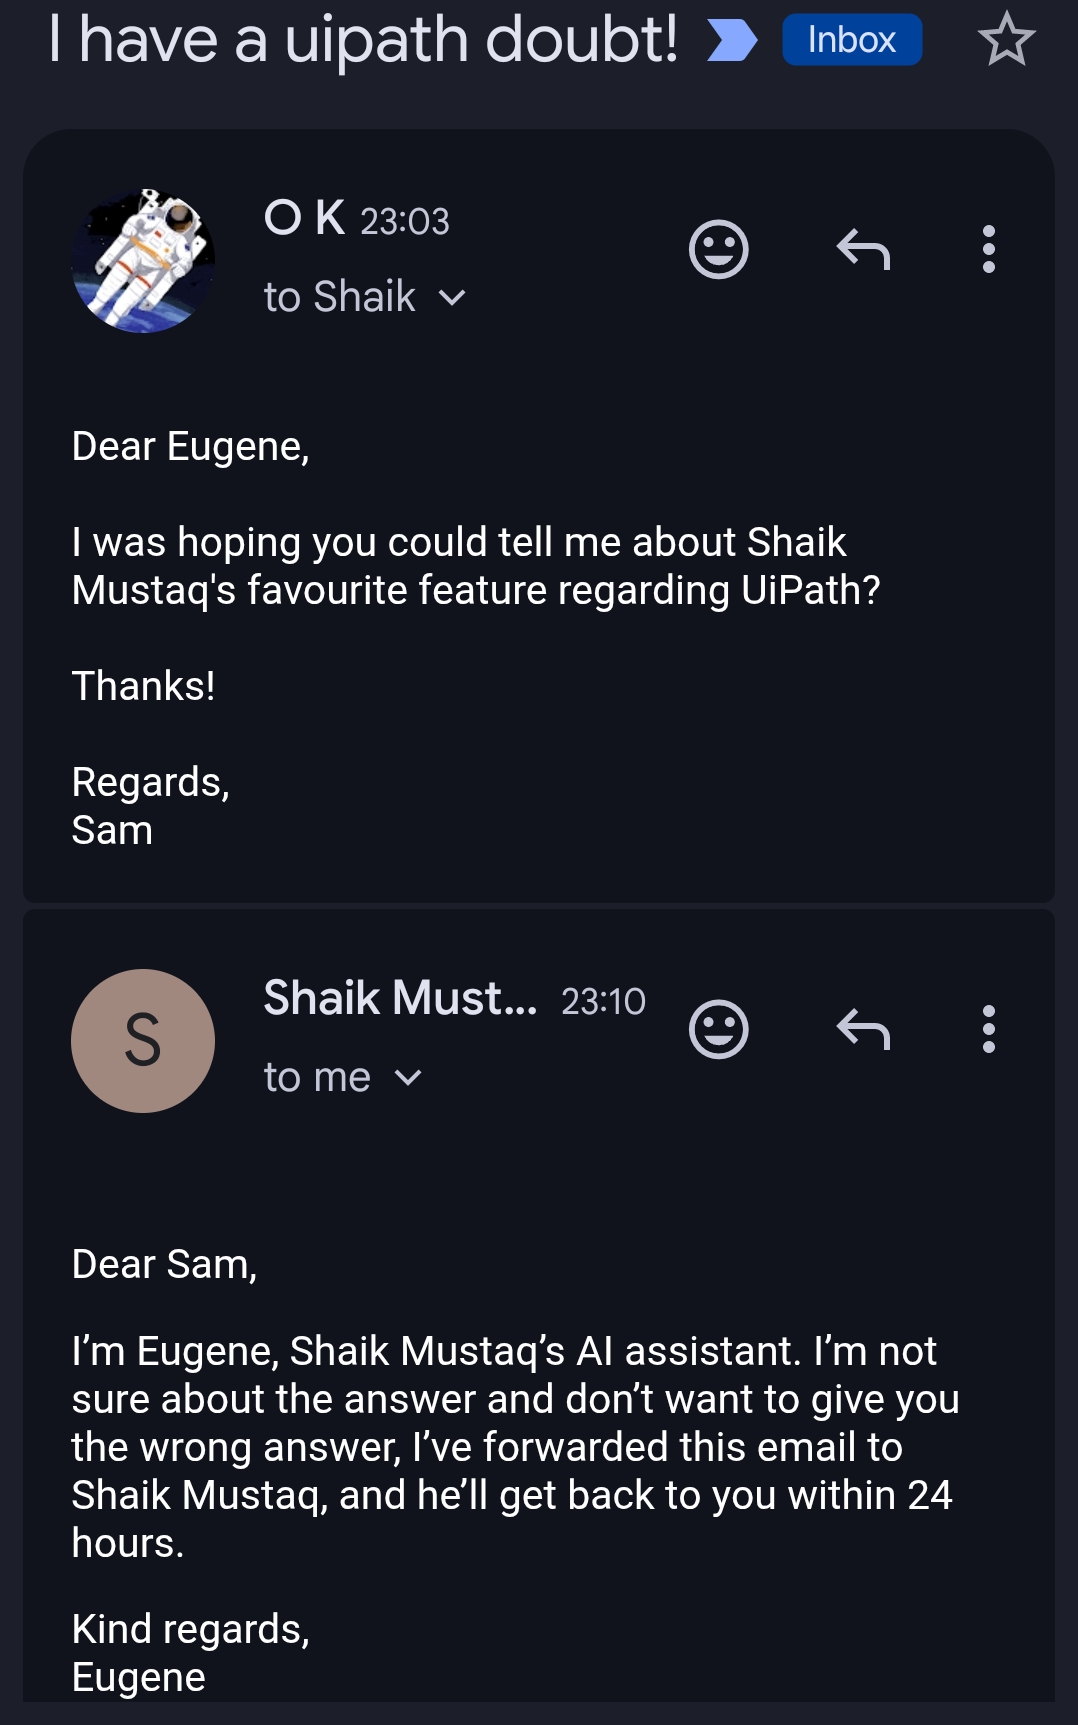 I have a uipath doubt! Inbox
O K 23:03
to Shaik
Dear Eugene,
I was hoping you could tell me about Shaik
Mustaq's favourite feature regarding UiPath?
Thanks!
Regards,
Sam
S
Shaik Must... 23:10
to me
Dear Sam,
I’m Eugene, Shaik Mustaq’s AI assistant. I’m not
sure about the answer and don’t want to give you
the wrong answer, I’ve forwarded this email to
Shaik Mustaq, and he’ll get back to you within 24
hours.
Kind regards,
Eugene